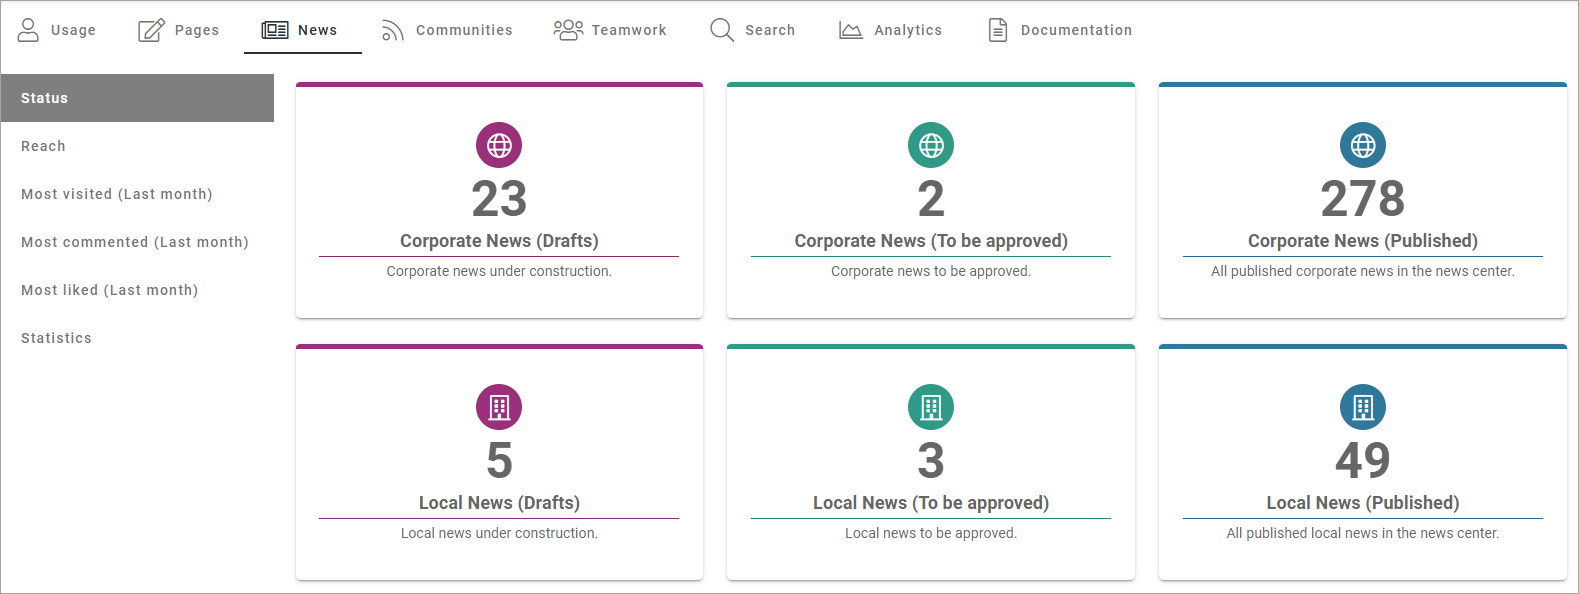 Usage
Pages
News
Communities
Teamwork
Search
Analytics
Documentation
Status
Reach
Most visited (Last month)
Most commented (Last month)
Most liked (Last month)
Statistics
23
Corporate News (Drafts)
Corporate news under construction.
2
Corporate News (To be approved)
Corporate news to be approved.
278
Corporate News (Published)
All published corporate news in the news center.
5
Local News (Drafts)
Local news under construction.
3
Local News (To be approved)
Local news to be approved.
49
Local News (Published)
All published local news in the news center.